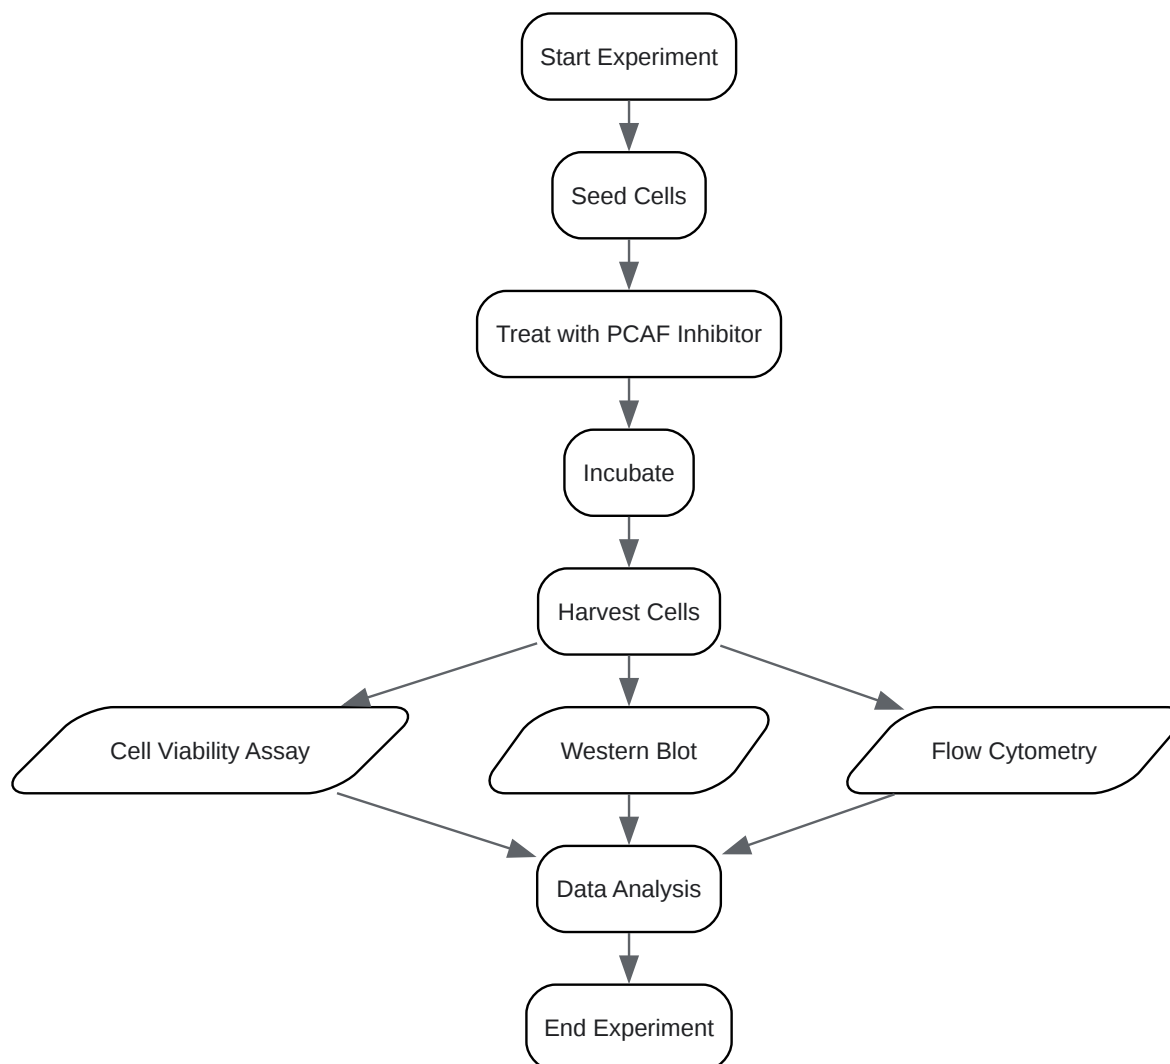 Start Experiment
Seed Cells
Treat with PCAF Inhibitor
Incubate
Harvest Cells
Cell Viability Assay
Western Blot
Flow Cytometry
Data Analysis
End Experiment